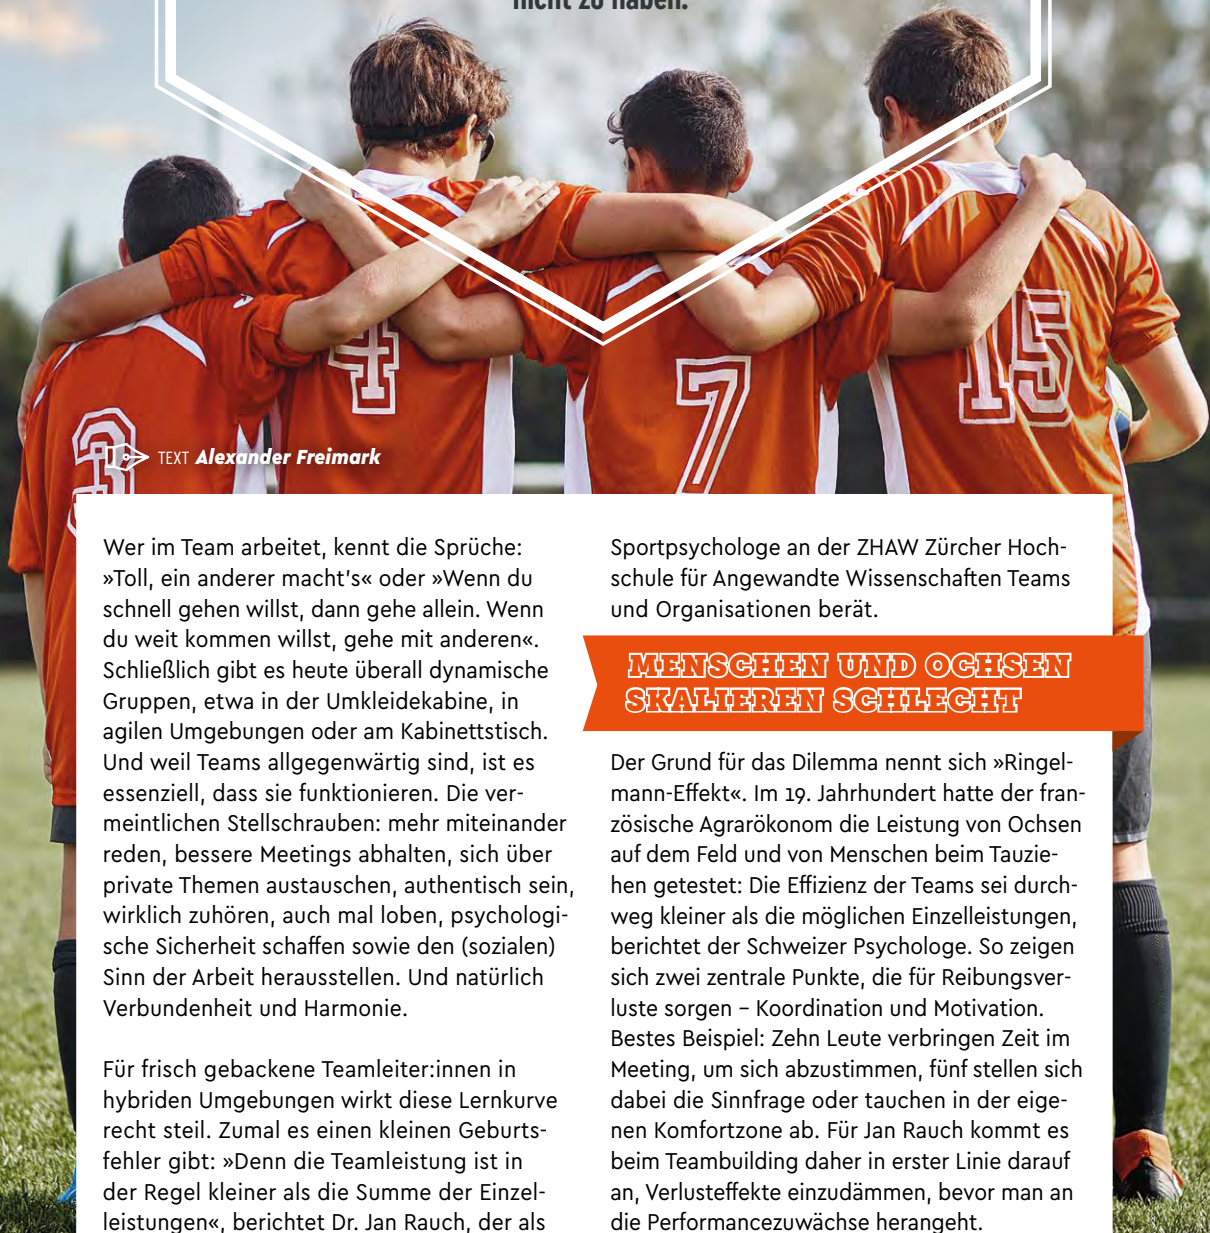 nicht zu haben.
4
15
7
3
TEXT Alexander Freimark
Wer im Team arbeitet, kennt die Sprüche:
»Toll, ein anderer macht's« oder »Wenn du
schnell gehen willst, dann gehe allein. Wenn
du weit kommen willst, gehe mit anderen«.
Schließlich gibt es heute überall dynamische
Gruppen, etwa in der Umkleidekabine, in
agilen Umgebungen oder am Kabinettstisch.
Und weil Teams allgegenwärtig sind, ist es
essenziell, dass sie funktionieren. Die ver-
meintlichen Stellschrauben: mehr miteinander
reden, bessere Meetings abhalten, sich über
private Themen austauschen, authentisch sein,
wirklich zuhören, auch mal loben, psychologi-
sche Sicherheit schaffen sowie den (sozialen)
Sinn der Arbeit herausstellen. Und natürlich
Verbundenheit und Harmonie.
Für frisch gebackene Teamleiter:innen in
hybriden Umgebungen wirkt diese Lernkurve
recht steil. Zumal es einen kleinen Geburts-
fehler gibt: »Denn die Teamleistung ist in
der Regel kleiner als die Summe der Einzel-
leistungen«, berichtet Dr. Jan Rauch, der als
Sportpsychologe an der ZHAW Zürcher Hoch-
schule für Angewandte Wissenschaften Teams
und Organisationen berät.
MENSCHEN UND OCHSEN
SKALIEREN SCHLECHT
Der Grund für das Dilemma nennt sich »Ringel-
mann-Effekt«. Im 19. Jahrhundert hatte der fran-
zösische Agrarökonom die Leistung von Ochsen
auf dem Feld und von Menschen beim Tauzie-
hen getestet: Die Effizienz der Teams sei durch-
weg kleiner als die möglichen Einzelleistungen,
berichtet der Schweizer Psychologe. So zeigen
sich zwei zentrale Punkte, die für Reibungsver-
luste sorgen – Koordination und Motivation.
Bestes Beispiel: Zehn Leute verbringen Zeit im
Meeting, um sich abzustimmen, fünf stellen sich
dabei die Sinnfrage oder tauchen in der eige-
nen Komfortzone ab. Für Jan Rauch kommt es
beim Teambuilding daher in erster Linie darauf
an, Verlusteffekte einzudämmen, bevor man an
die Performancezuwächse herangeht.